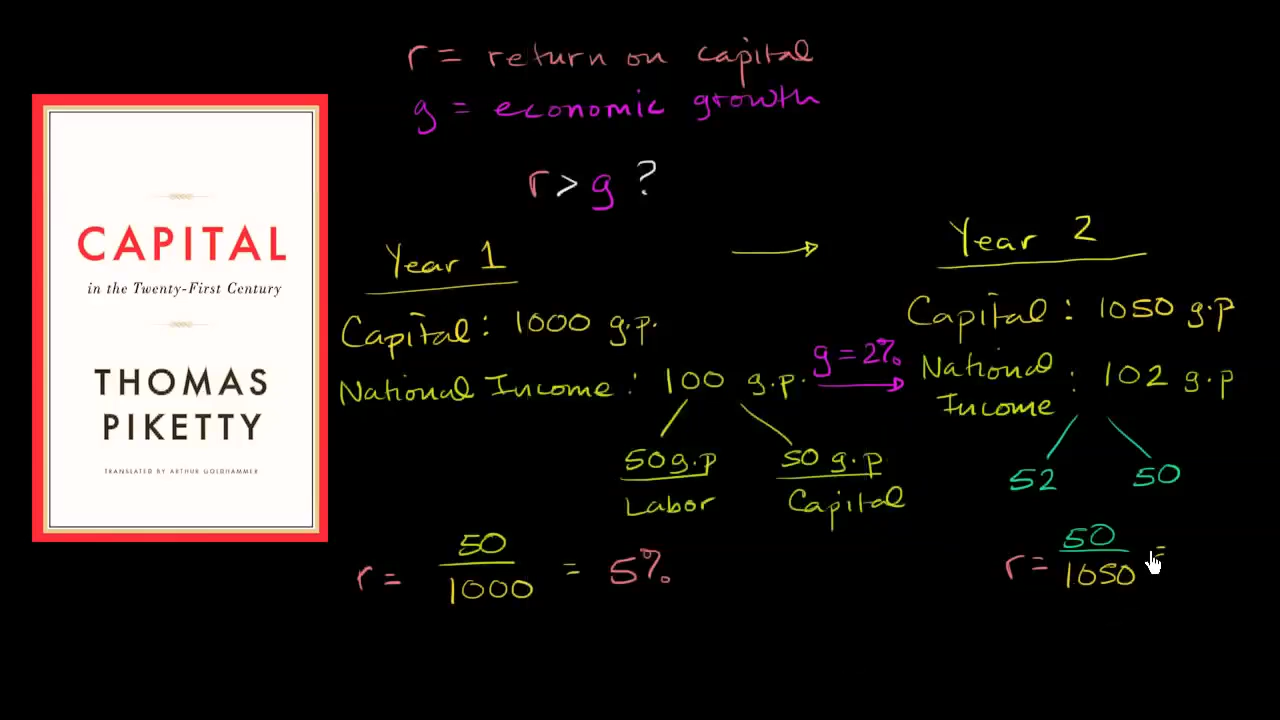 r = return on capital
g = economic growth
r > g ?
CAPITAL
in the Twenty-First Century
THOMAS
PIKETTY
TRANSLATED BY ARTHUR GOLDHAMMER
Year 1
Capital : 1000 g.p.
National Income : 100 g.p.
50 g.p
Labor
50 g.p
Capital
r = 50/1000 = 5%
g = 2%
Year 2
Capital : 1050 g.p
National
Income : 102 g.p
52 50
r = 50/1050 =